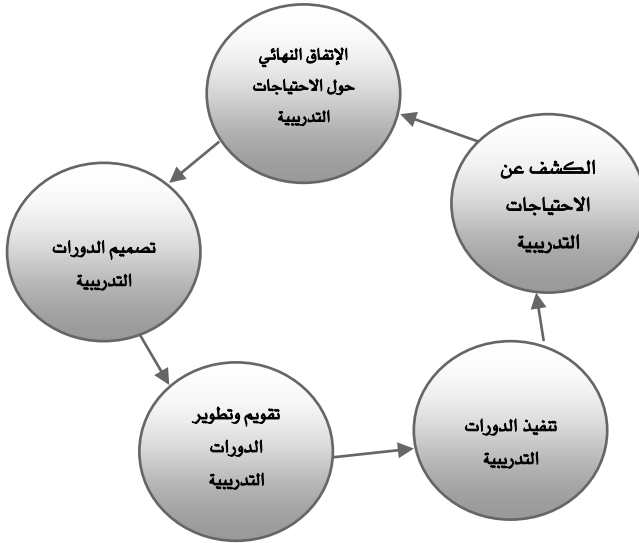 الإتفاق النهائي
حول الاحتياجات
التدريبية
الكشف عن
الاحتياجات
التدريبية
تصميم الدورات
التدريبية
تقويم وتطوير
الدورات
التدريبية
تنفيذ الدورات
التدريبية